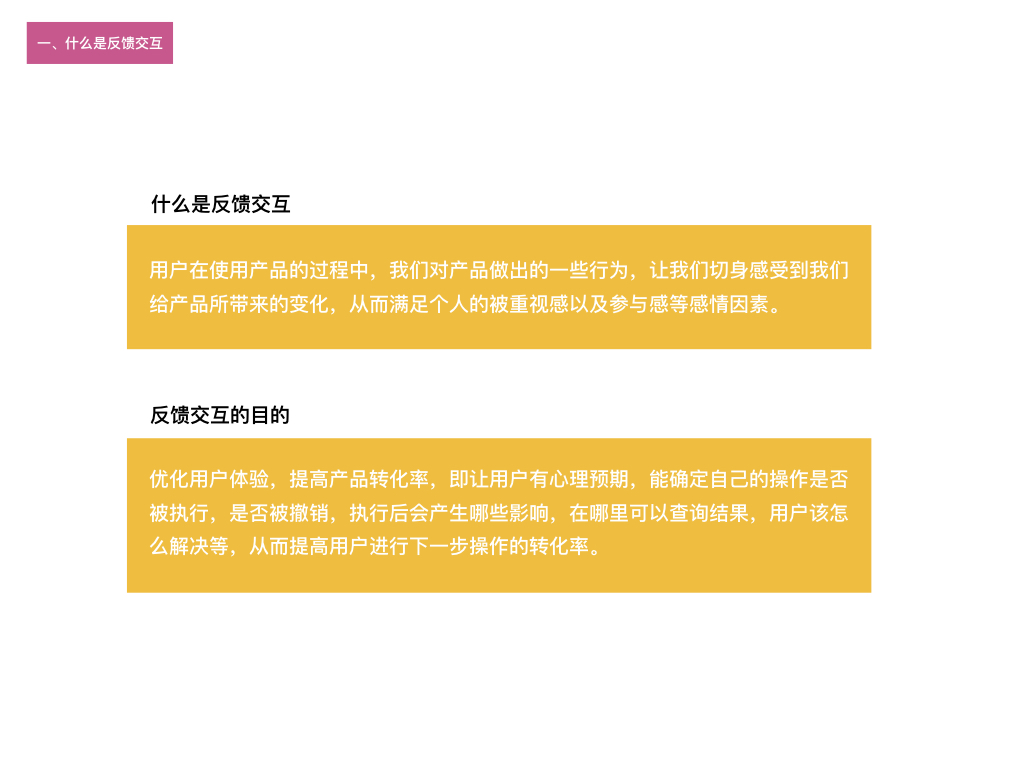 一、什么是反馈交互
什么是反馈交互
用户在使用产品的过程中，我们对产品做出的一些行为，让我们切身感受到我们
给产品所带来的变化，从而满足个人的被重视感以及参与感等感情因素。
反馈交互的目的
优化用户体验，提高产品转化率，即让用户有心理预期，能确定自己的操作是否
被执行，是否被撤销，执行后会产生哪些影响，在哪里可以查询结果，用户该怎
么解决等，从而提高用户进行下一步操作的转化率。